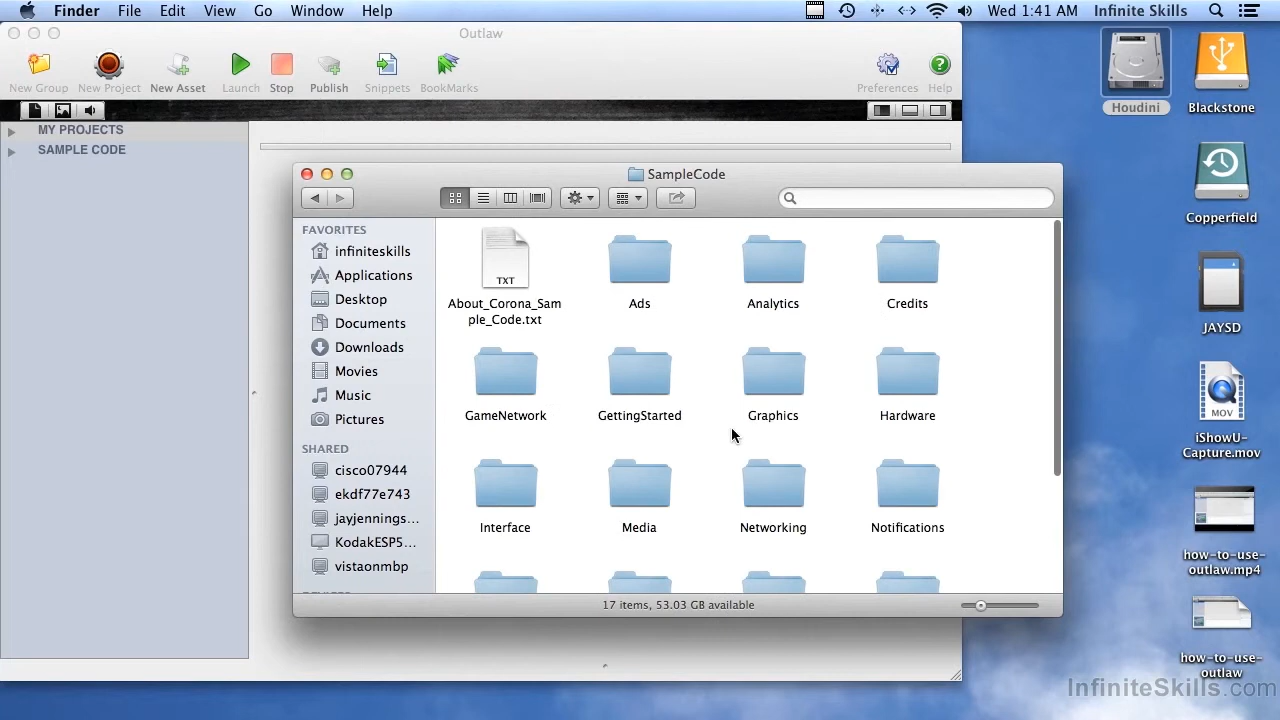 Finder File Edit View Go Window Help Wed 1:41 AM Infinite Skills
Outlaw
New Group New Project New Asset Launch Stop Publish Snippets BookMarks Preferences Help
MY PROJECTS
SAMPLE CODE
SampleCode
FAVORITES
infiniteskills
Applications
Desktop
Documents
Downloads
Movies
Music
Pictures
SHARED
cisco07944
ekdf77e743
jayjennings...
KodakESP5...
vistaonmbp
TXT
About_Corona_Sam
ple_Code.txt
Ads
Analytics
Credits
GameNetwork
GettingStarted
Graphics
Hardware
Interface
Media
Networking
Notifications
17 items, 53.03 GB available
Houdini
Blackstone
Copperfield
JAYSD
MOV
iShowU-
Capture.mov
how-to-use-
outlaw.mp4
how-to-use-
outlaw
InfiniteSkills.com